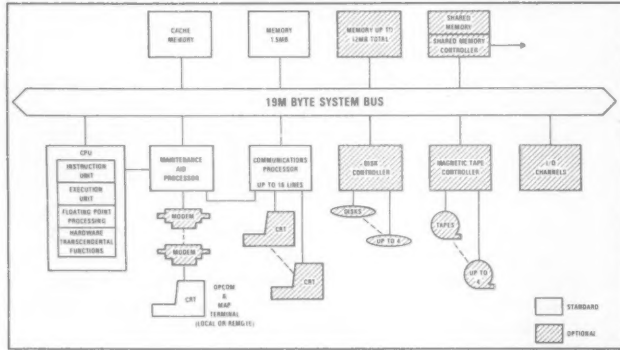 CACHE
MEMORY
MEMORY
1.5MB
MEMORY UP TO
12MB TOTAL
SHARED
MEMORY
SHARED MEMORY
CONTROLLER
19M BYTE SYSTEM BUS
CPU
INSTRUCTION
UNIT
EXECUTION
UNIT
FLOATING POINT
PROCESSING
HARDWARE
TRANSCENDENTAL
FUNCTIONS
MAINTENANCE
AID
PROCESSOR
COMMUNICATIONS
PROCESSOR
UP TO 16 LINES
DISK
CONTROLLER
MAGNETIC TAPE
CONTROLLER
I/O
CHANNELS
MODEM
MODEM
CRT
OPCOM
&
MAP
TERMINAL
(LOCAL OR REMOTE)
CRT
CRT
DISKS
UP TO 4
TAPES
UP TO
4
STANDARD
OPTIONAL